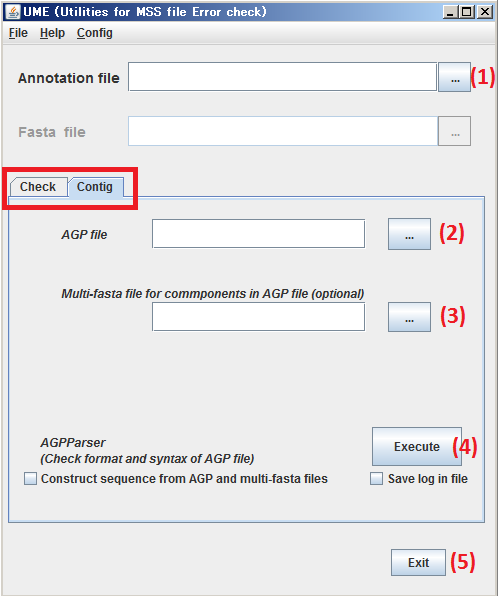 UME (Utilities for MSS file Error check)
File Help Config
Annotation file ... (1)
Fasta file ...
Check Contig
AGP file ... (2)
Multi-fasta file for commponents in AGP file (optional)
... (3)
AGPParser
(Check format and syntax of AGP file)
Execute (4)
Construct sequence from AGP and multi-fasta files Save log in file
Exit (5)